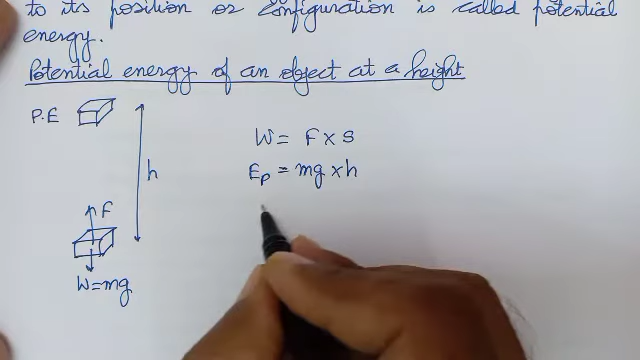 to its position or configuration is called potential
energy.
Potential energy of an object at a height
P.E
W = F x s
h
Ep = mg x h
F
W = mg